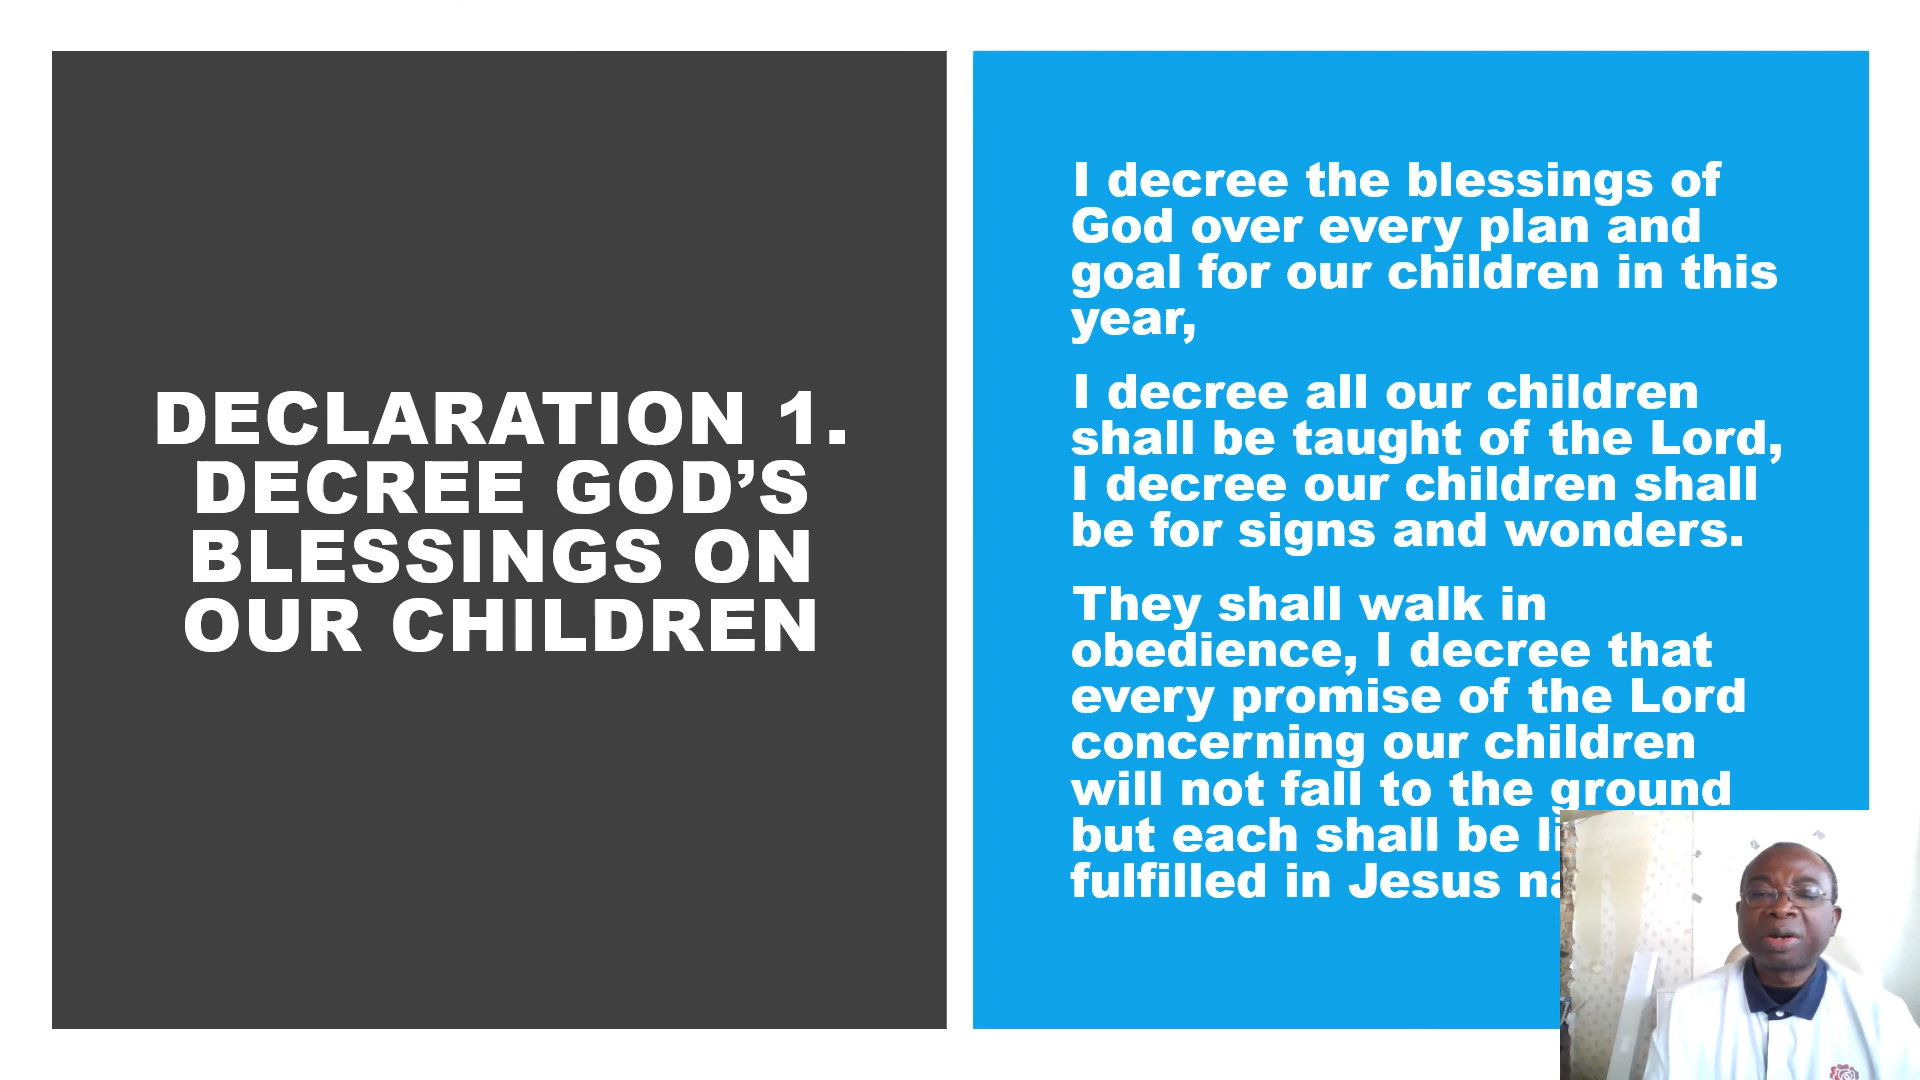 DECLARATION 1.
DECREE GOD’S
BLESSINGS ON
OUR CHILDREN
I decree the blessings of
God over every plan and
goal for our children in this
year,
I decree all our children
shall be taught of the Lord,
I decree our children shall
be for signs and wonders.
They shall walk in
obedience, I decree that
every promise of the Lord
concerning our children
will not fall to the ground
but each shall be
fulfilled in Jesus